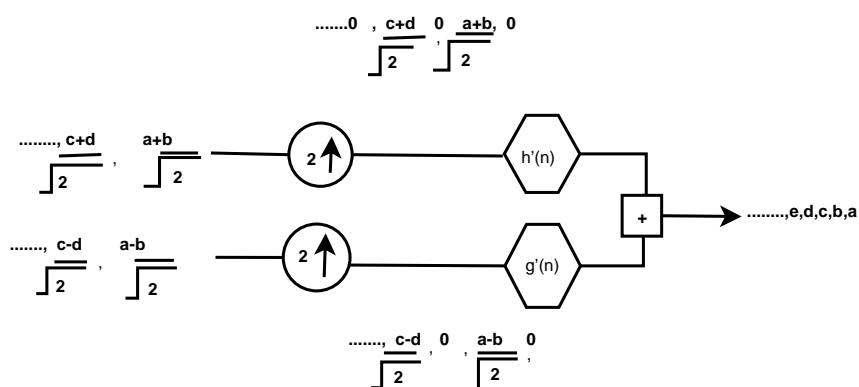 .......0 , c+d 0 , a+b, 0
2 2
........, c+d , a+b
2 2
2
h'(n)
+
........,e,d,c,b,a
......., c-d , a-b
2 2
2
g'(n)
......., c-d , 0 , a-b 0 ,
2 2